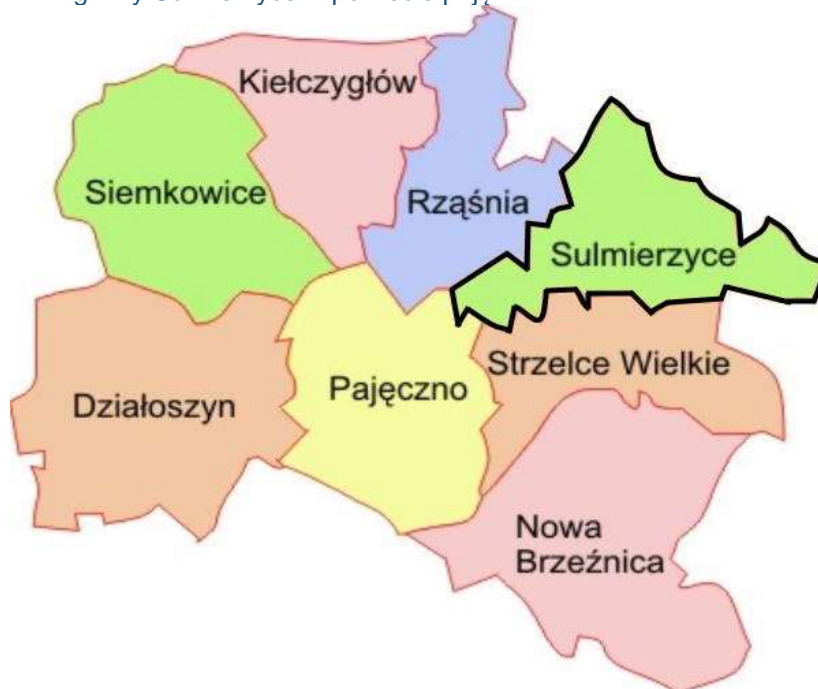 Kiełczygłów
Siemkowice
Rząśnia
Sulmierzyce
Strzelce Wielkie
Pajęczno
Działoszyn
Nowa
Brzeźnica